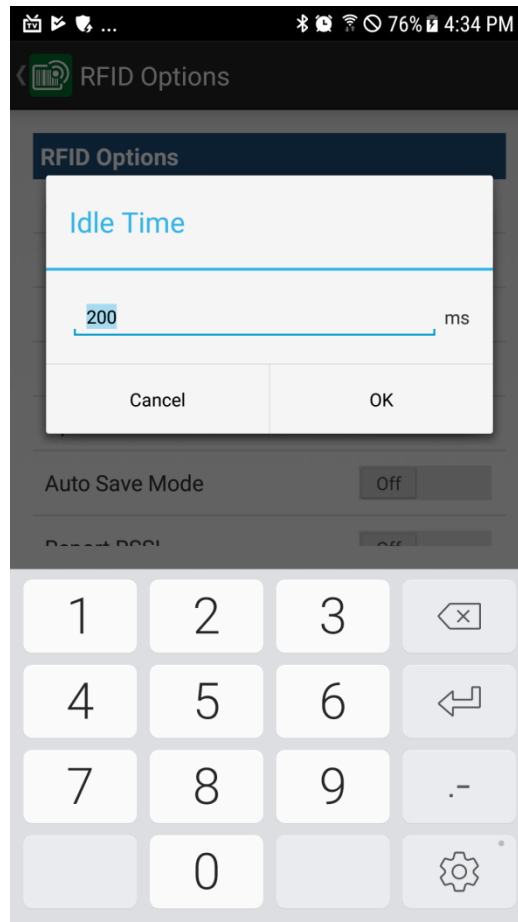 ... 76% 4:34 PM
RFID Options
RFID Options
Idle Time
200 ms
Cancel OK
Auto Save Mode Off
1 2 3
4 5 6
7 8 9 .-
0